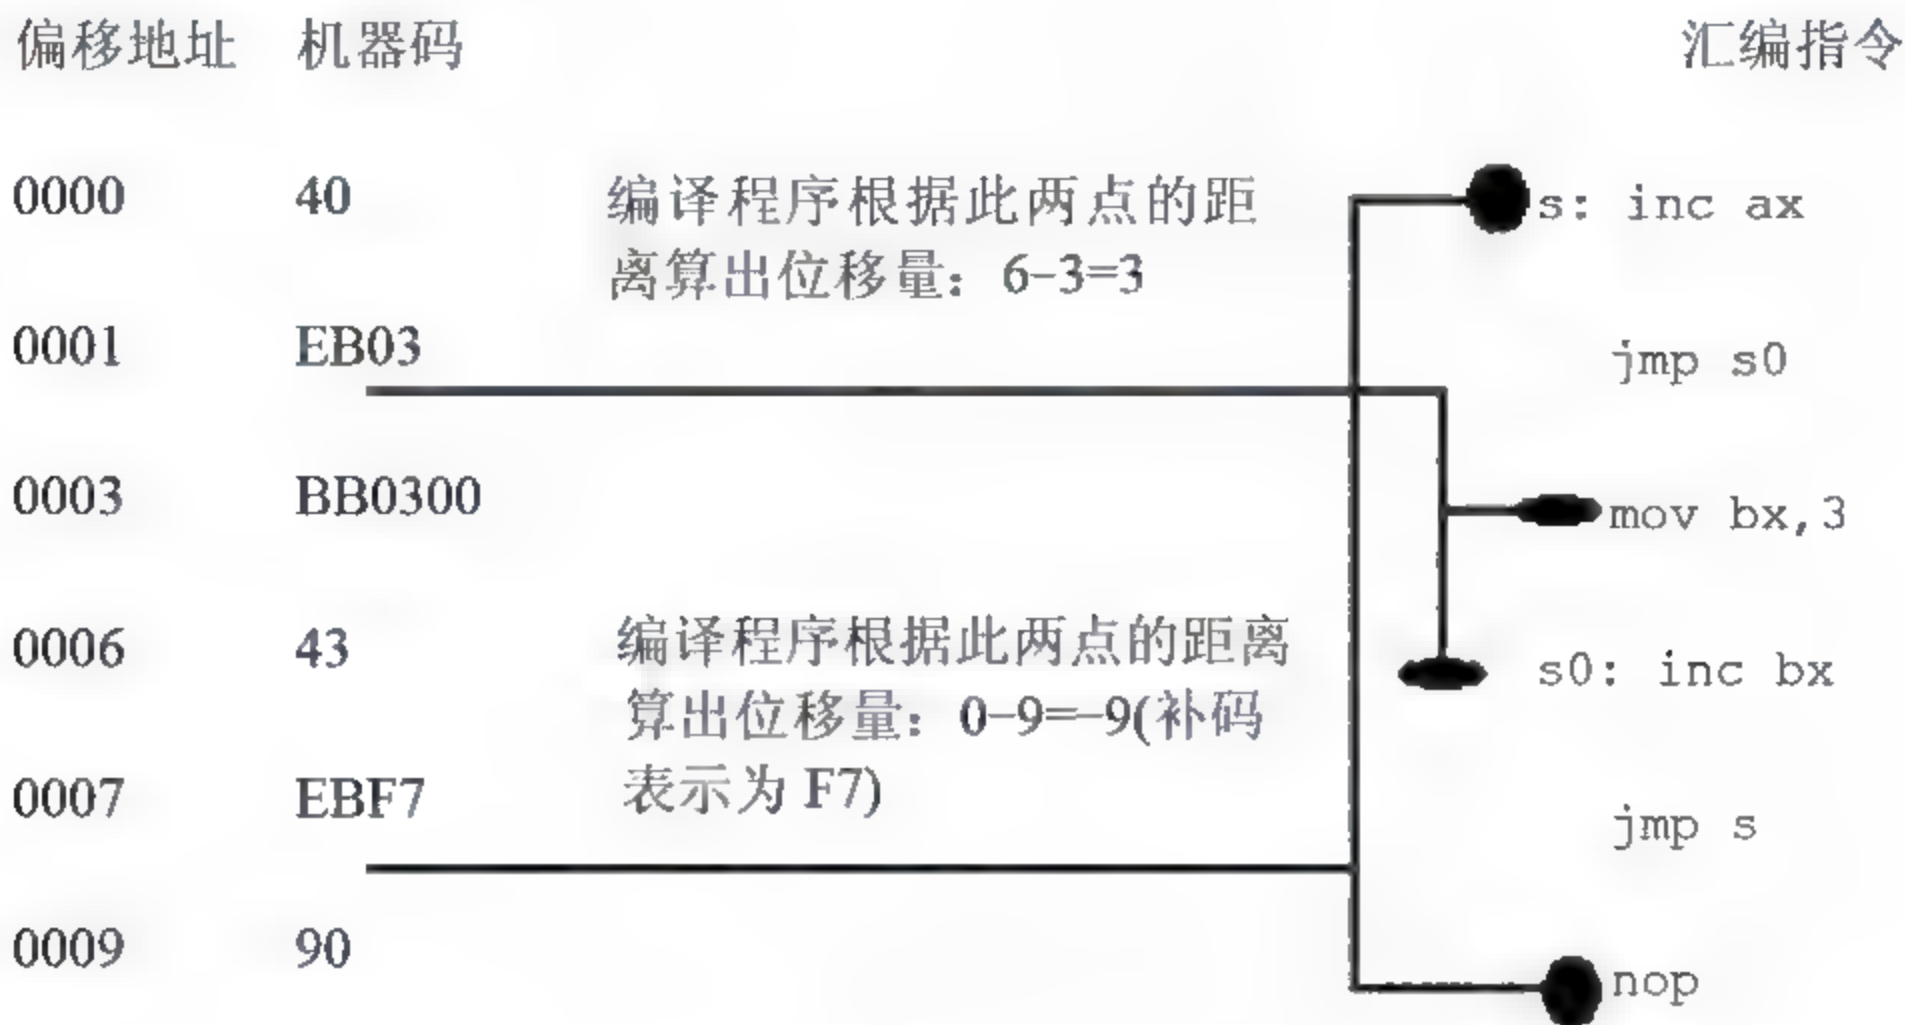 偏移地址 机器码 汇编指令
0000 40 s: inc ax
编译程序根据此两点的距
离算出位移量：6-3=3
0001 EB03 jmp s0
0003 BB0300 mov bx,3
0006 43 s0: inc bx
编译程序根据此两点的距离
算出位移量：0-9=-9(补码
表示为 F7)
0007 EBF7 jmp s
0009 90 nop